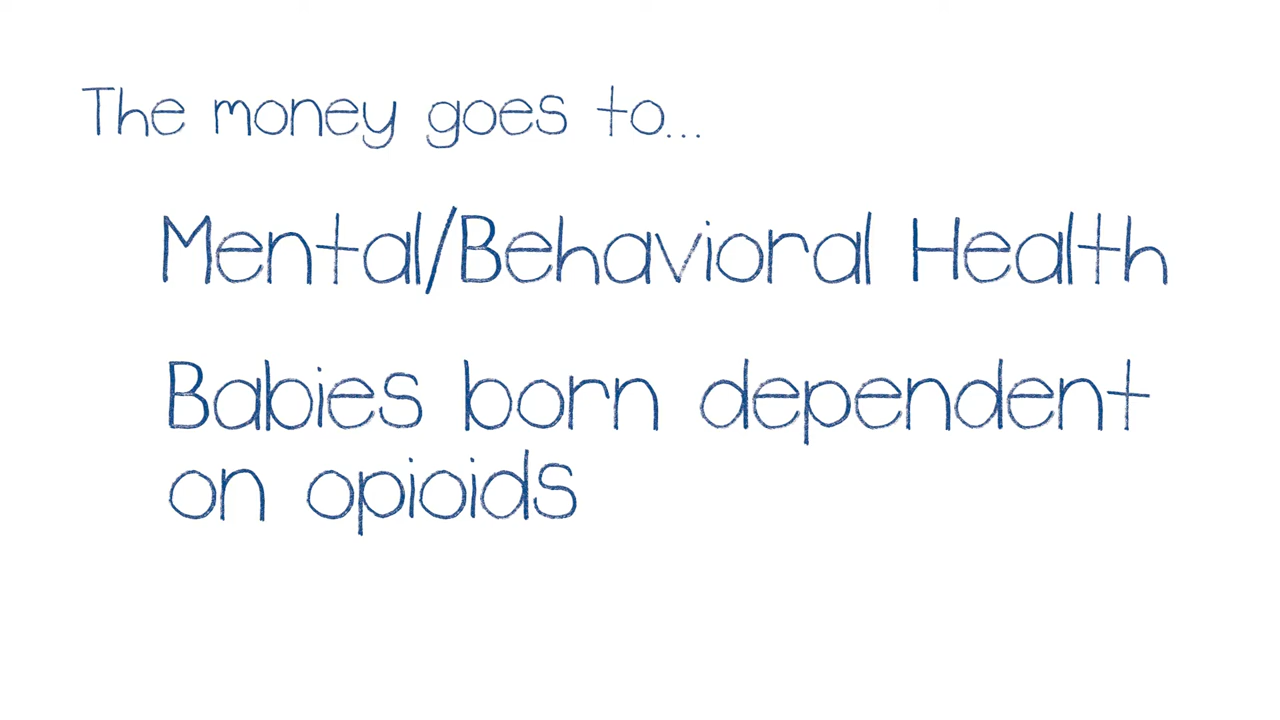 The money goes to...
Mental/Behavioral Health
Babies born dependent
on opioids